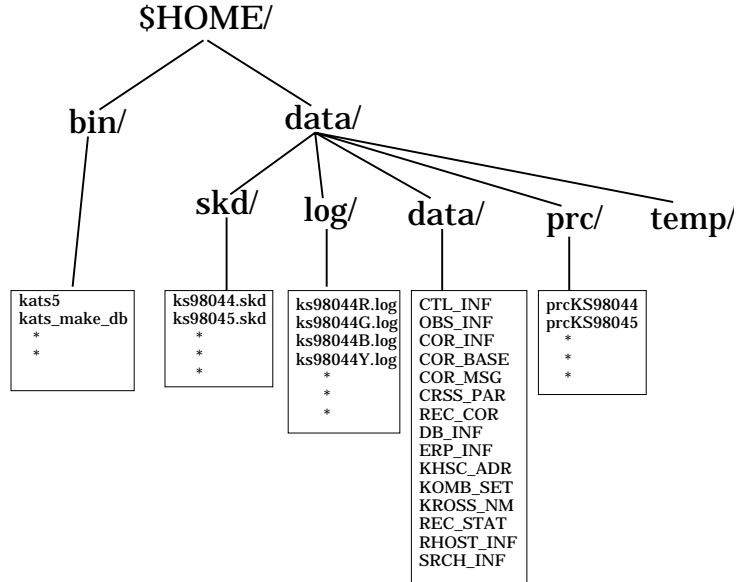 $HOME/
bin/
data/
skd/
log/
data/
prc/
temp/
kats5
kats_make_db
*
*
ks98044.skd
ks98045.skd
*
*
*
ks98044R.log
ks98044G.log
ks98044B.log
ks98044Y.log
*
*
*
CTL_INF
OBS_INF
COR_INF
COR_BASE
COR_MSG
CRSS_PAR
REC_COR
DB_INF
ERP_INF
KHSC_ADR
KOMB_SET
KROSS_NM
REC_STAT
RHOST_INF
SRCH_INF
prcKS98044
prcKS98045
*
*
*